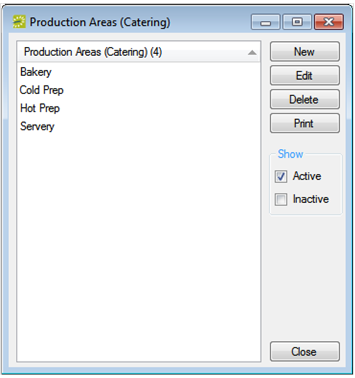 Production Areas (Catering)
Production Areas (Catering) (4)
Bakery
Cold Prep
Hot Prep
Servery
New
Edit
Delete
Print
Show
Active
Inactive
Close